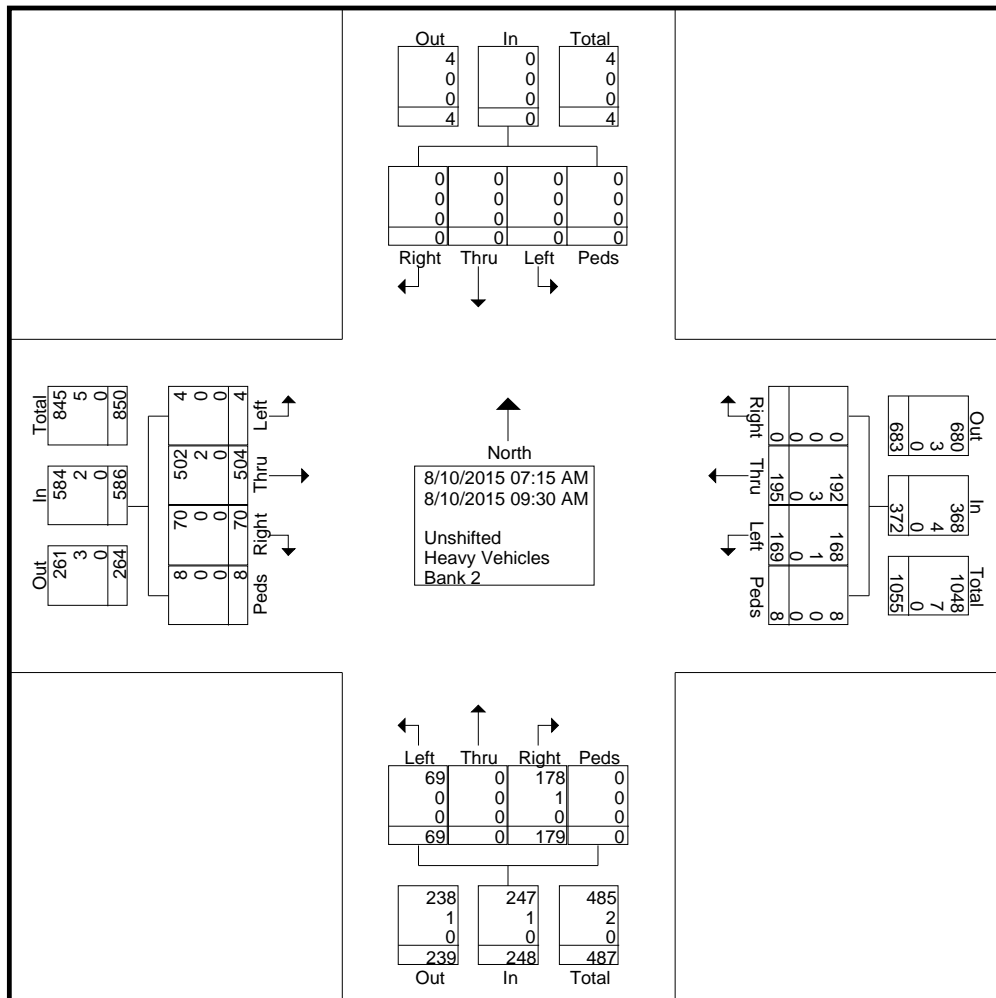 Out In Total
4 0 4
0 0 0
0 0 0
4 0 4
0 0 0 0
0 0 0 0
0 0 0 0
0 0 0 0
Right Thru Left Peds
Out In Total
261 584 845
3 2 5
0 0 0
264 586 850
8 70 502 4
0 0 2 0
0 0 0 0
8 70 504 4
Peds Right Thru Left
North
8/10/2015 07:15 AM
8/10/2015 09:30 AM
Unshifted
Heavy Vehicles
Bank 2
Out In Total
680 368 1048
3 4 7
0 0 0
683 372 1055
0 192 168 8
0 3 1 0
0 0 0 0
0 195 169 8
Right Thru Left Peds
Left Thru Right Peds
69 0 178 0
0 0 1 0
0 0 0 0
69 0 179 0
238 247 485
1 1 2
0 0 0
239 248 487
Out In Total